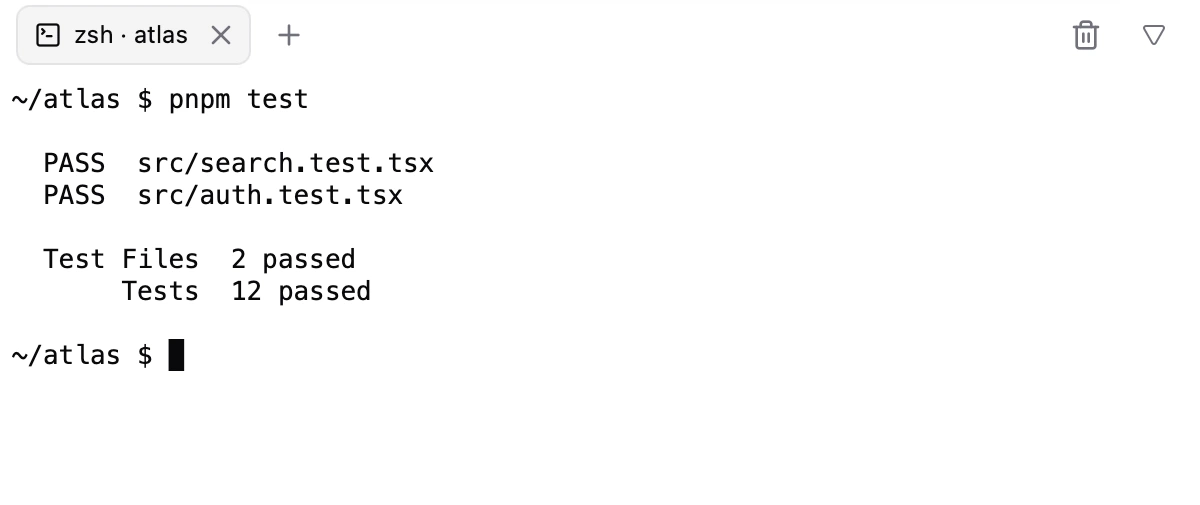 zsh · atlas
~/atlas $ pnpm test
PASS  src/search.test.tsx
PASS  src/auth.test.tsx
Test Files  2 passed
Tests  12 passed
~/atlas $